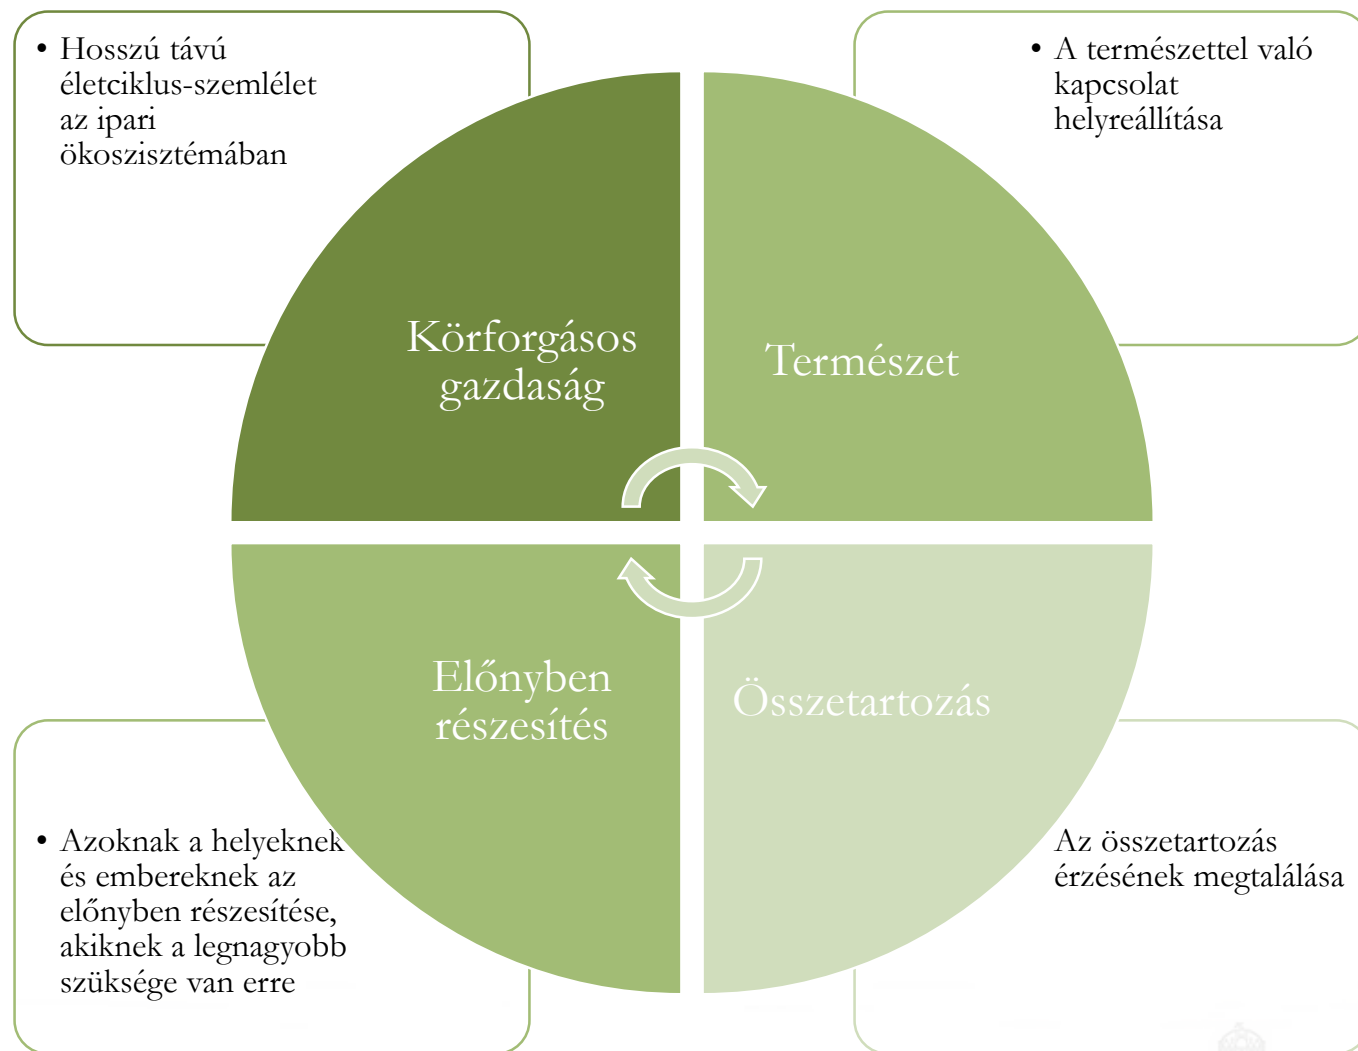 • Hosszú távú
életciklus-szemlélet
az ipari
ökoszisztémában
• A természettel való
kapcsolat
helyreállítása
Körforgásos
gazdaság
Természet
Előnyben
részesítés
Összetartozás
• Azoknak a helyeknek
és embereknek az
előnyben részesítése,
akiknek a legnagyobb
szüksége van erre
Az összetartozás
érzésének megtalálása